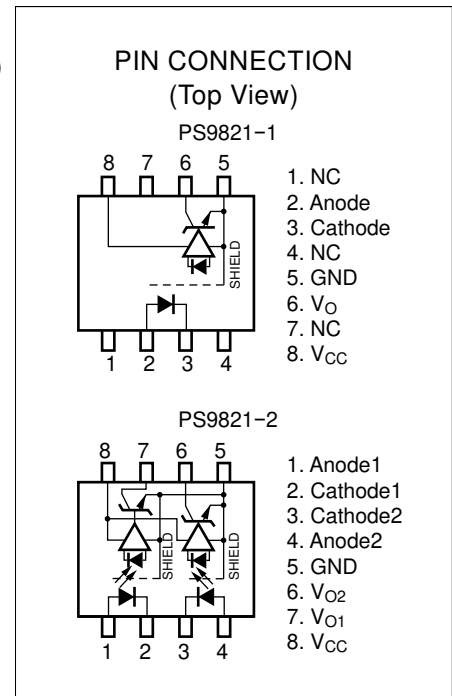 )
PIN CONNECTION
(Top View)
PS9821−1
8 7 6 5
SHIELD
1 2 3 4
1. NC
2. Anode
3. Cathode
4. NC
5. GND
6. VO
7. NC
8. VCC
PS9821−2
8 7 6 5
SHIELD
SHIELD
1 2 3 4
1. Anode1
2. Cathode1
3. Cathode2
4. Anode2
5. GND
6. VO2
7. VO1
8. VCC